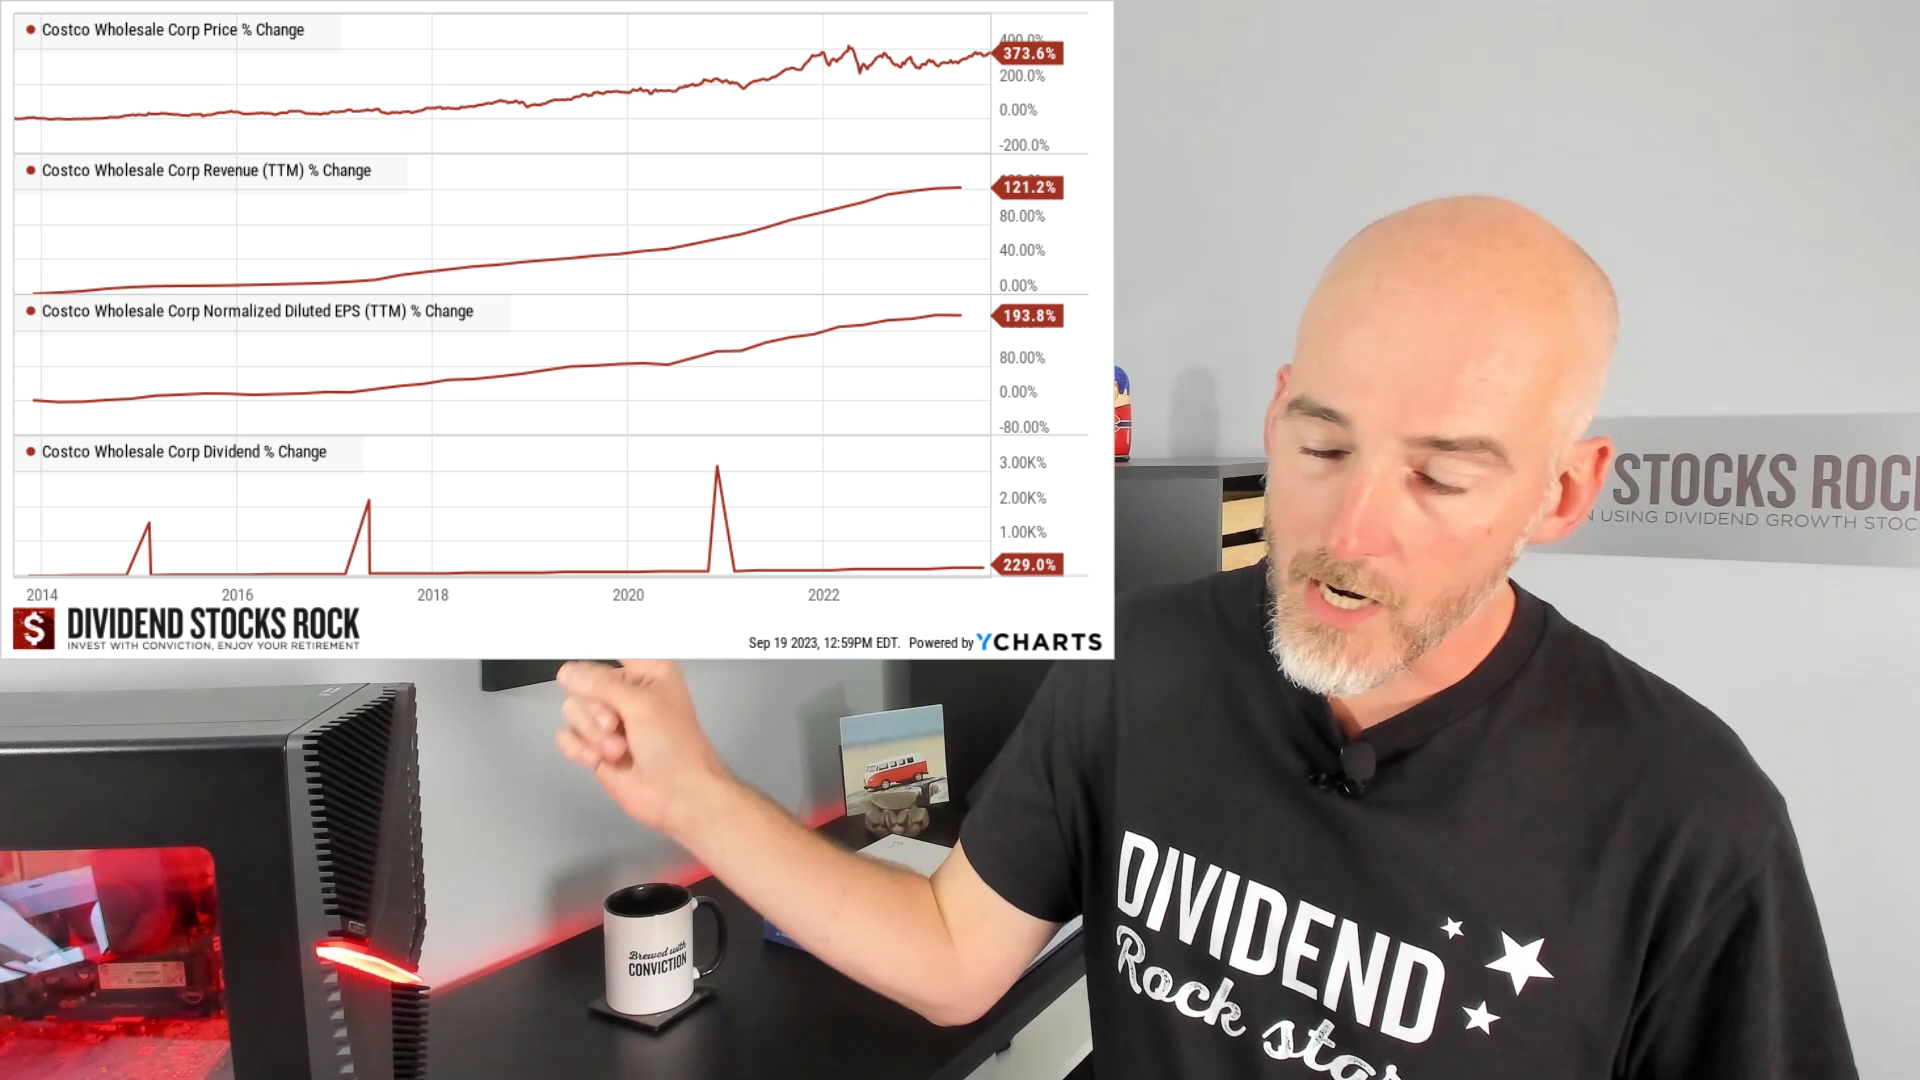 Costco Wholesale Corp Price % Change
400.0%
373.6%
200.0%
0.00%
-200.0%
Costco Wholesale Corp Revenue (TTM) % Change
121.2%
80.00%
40.00%
0.00%
Costco Wholesale Corp Normalized Diluted EPS (TTM) % Change
193.8%
80.00%
0.00%
-80.00%
Costco Wholesale Corp Dividend % Change
3.00K%
2.00K%
1.00K%
229.0%
2014 2016 2018 2020 2022
$ DIVIDEND STOCKS ROCK
INVEST WITH CONVICTION, ENJOY YOUR RETIREMENT
Sep 19 2023, 12:59PM EDT. Powered by YCHARTS
STOCKS ROC
N USING DIVIDEND GROWTH STOC
Brewed with
CONVICTION
DIVIDEND
Rock star